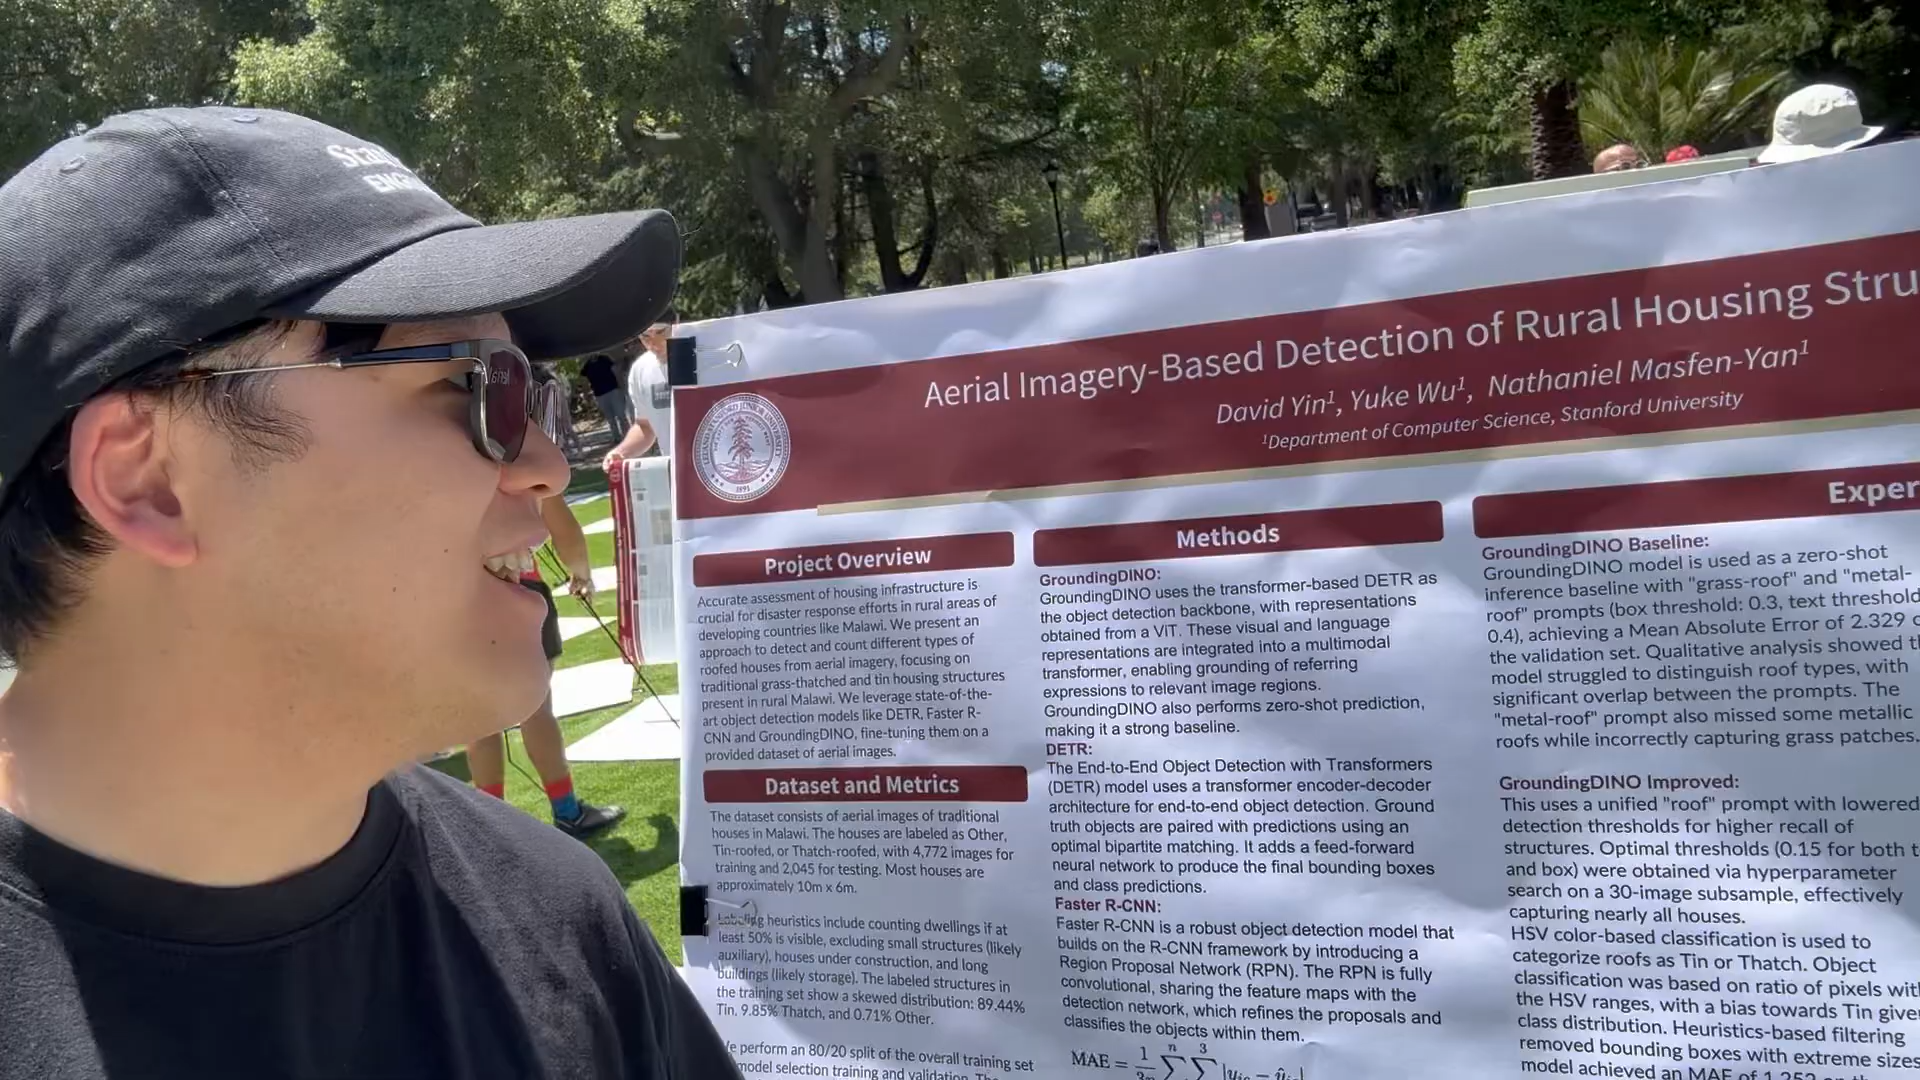 Aerial Imagery-Based Detection of Rural Housing Stru
David Yin¹, Yuke Wu¹, Nathaniel Masfen-Yan¹
¹Department of Computer Science, Stanford University
1891
Project Overview
Accurate assessment of housing infrastructure is
crucial for disaster response efforts in rural areas of
developing countries like Malawi. We present an
approach to detect and count different types of
roofed houses from aerial imagery, focusing on
traditional grass-thatched and tin housing structures
present in rural Malawi. We leverage state-of-the-
art object detection models like DETR, Faster R-
CNN and GroundingDINO, fine-tuning them on a
provided dataset of aerial images.
Dataset and Metrics
The dataset consists of aerial images of traditional
houses in Malawi. The houses are labeled as Other,
Tin-roofed, or Thatch-roofed, with 4,772 images for
training and 2,045 for testing. Most houses are
approximately 10m x 6m.
Labeling heuristics include counting dwellings if at
least 50% is visible, excluding small structures (likely
auxiliary), houses under construction, and long
buildings (likely storage). The labeled structures in
the training set show a skewed distribution: 89.44%
Tin, 9.85% Thatch, and 0.71% Other.
e perform an 80/20 split of the overall training set
model selection training and validation. The
Methods
GroundingDINO:
GroundingDINO uses the transformer-based DETR as
the object detection backbone, with representations
obtained from a ViT. These visual and language
representations are integrated into a multimodal
transformer, enabling grounding of referring
expressions to relevant image regions.
GroundingDINO also performs zero-shot prediction,
making it a strong baseline.
DETR:
The End-to-End Object Detection with Transformers
(DETR) model uses a transformer encoder-decoder
architecture for end-to-end object detection. Ground
truth objects are paired with predictions using an
optimal bipartite matching. It adds a feed-forward
neural network to produce the final bounding boxes
and class predictions.
Faster R-CNN:
Faster R-CNN is a robust object detection model that
builds on the R-CNN framework by introducing a
Region Proposal Network (RPN). The RPN is fully
convolutional, sharing the feature maps with the
detection network, which refines the proposals and
classifies the objects within them.
MAE = 1 n 3
Exper
GroundingDINO Baseline:
GroundingDINO model is used as a zero-shot
inference baseline with "grass-roof" and "metal-
roof" prompts (box threshold: 0.3, text threshold
0.4), achieving a Mean Absolute Error of 2.329 o
the validation set. Qualitative analysis showed t
model struggled to distinguish roof types, with
significant overlap between the prompts. The
"metal-roof" prompt also missed some metallic
roofs while incorrectly capturing grass patches.
GroundingDINO Improved:
This uses a unified "roof" prompt with lowered
detection thresholds for higher recall of
structures. Optimal thresholds (0.15 for both t
and box) were obtained via hyperparameter
search on a 30-image subsample, effectively
capturing nearly all houses.
HSV color-based classification is used to
categorize roofs as Tin or Thatch. Object
classification was based on ratio of pixels wit
the HSV ranges, with a bias towards Tin give
class distribution. Heuristics-based filtering
removed bounding boxes with extreme sizes
model achieved an MAE of